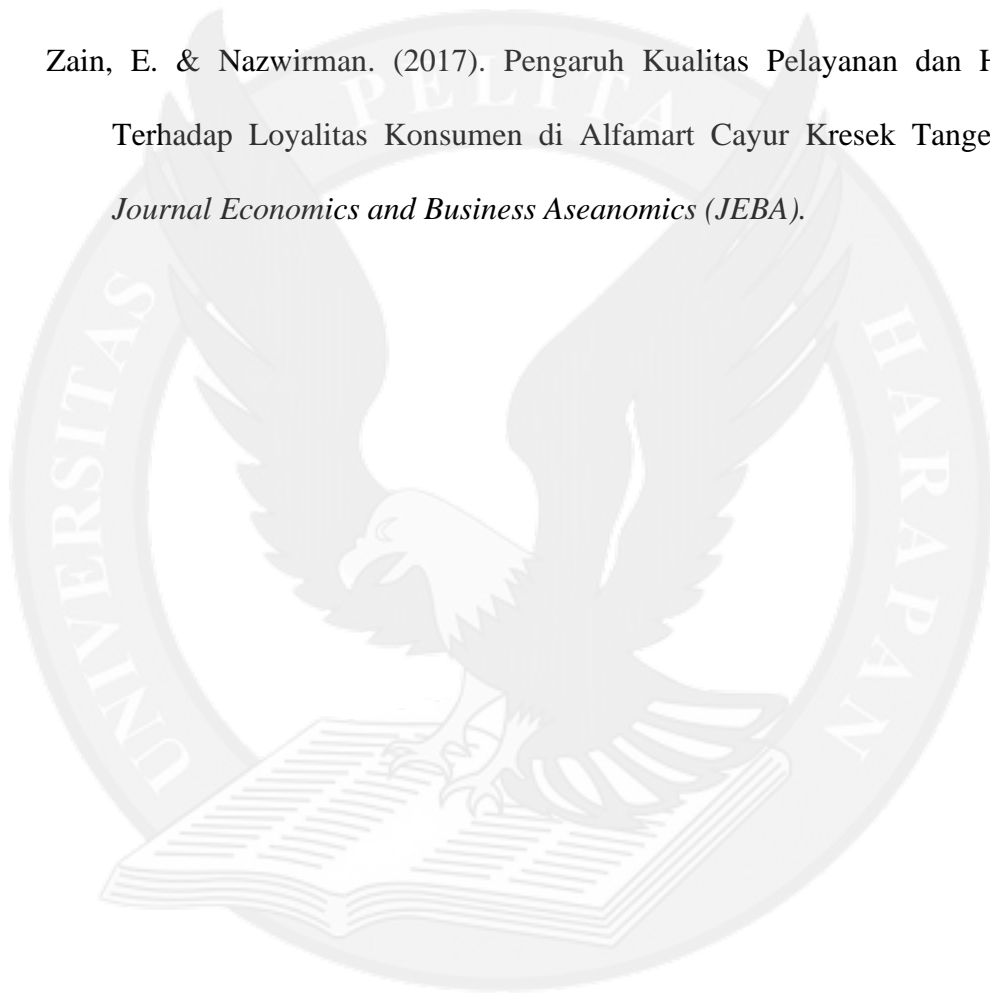 Zain, E. & Nazwirman. (2017). Pengaruh Kualitas Pelayanan dan
Terhadap Loyalitas Konsumen di Alfamart Cayur Kresek
Journal Economics and Business Aseanomics (JEBA).
UNIVERSITAS PELITA HARAPAN